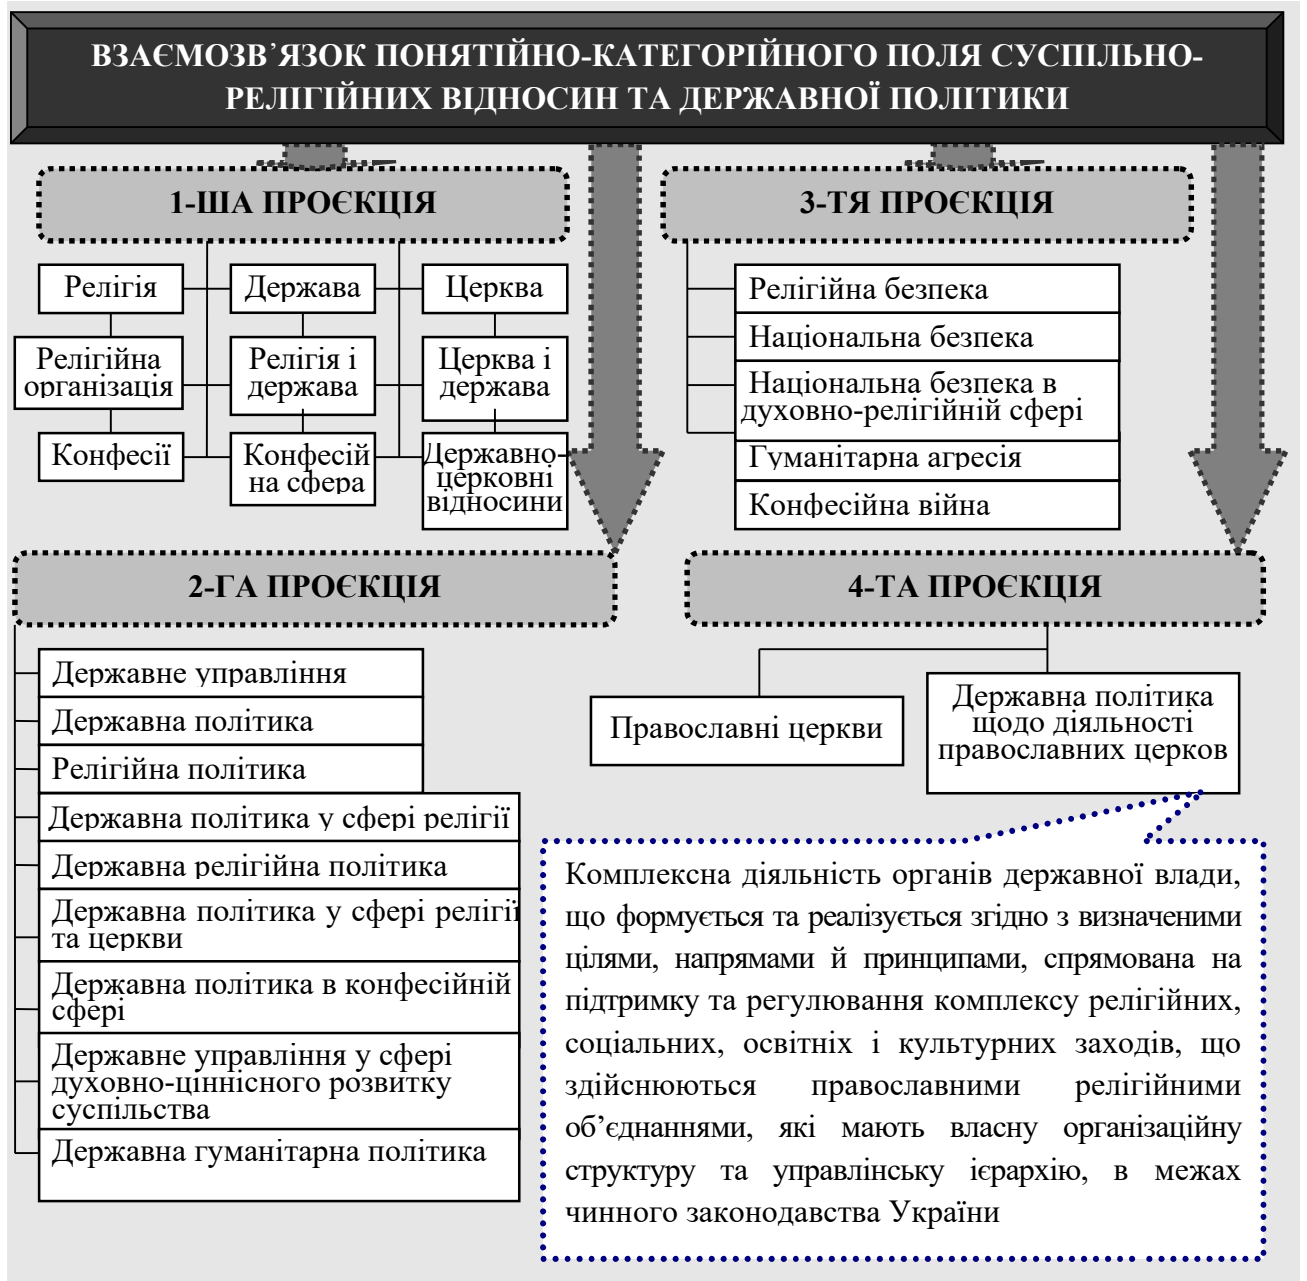 ВЗАЄМОЗВ’ЯЗОК ПОНЯТІЙНО-КАТЕГОРІЙНОГО ПОЛЯ СУСПІЛЬНО-
РЕЛІГІЙНИХ ВІДНОСИН ТА ДЕРЖАВНОЇ ПОЛІТИКИ
1-ША ПРОЄКЦІЯ
Релігія
Держава
Церква
Релігійна
організація
Релігія і
держава
Церква і
держава
Конфесії
Конфесій
на сфера
Державно-
церковні
відносини
3-ТЯ ПРОЄКЦІЯ
Релігійна безпека
Національна безпека
Національна безпека в
духовно-релігійній сфері
Гуманітарна агресія
Конфесійна війна
2-ГА ПРОЄКЦІЯ
Державне управління
Державна політика
Релігійна політика
Державна політика у сфері релігії
Державна релігійна політика
Державна політика у сфері релігії
та церкви
Державна політика в конфесійній
сфері
Державне управління у сфері
духовно-ціннісного розвитку
суспільства
Державна гуманітарна політика
4-ТА ПРОЄКЦІЯ
Православні церкви
Державна політика
щодо діяльності
православних церков
Комплексна діяльність органів державної влади,
що формується та реалізується згідно з визначеними
цілями, напрямами й принципами, спрямована на
підтримку та регулювання комплексу релігійних,
соціальних, освітніх і культурних заходів, що
здійснюються православними релігійними
об’єднаннями, які мають власну організаційну
структуру та управлінську ієрархію, в межах
чинного законодавства України